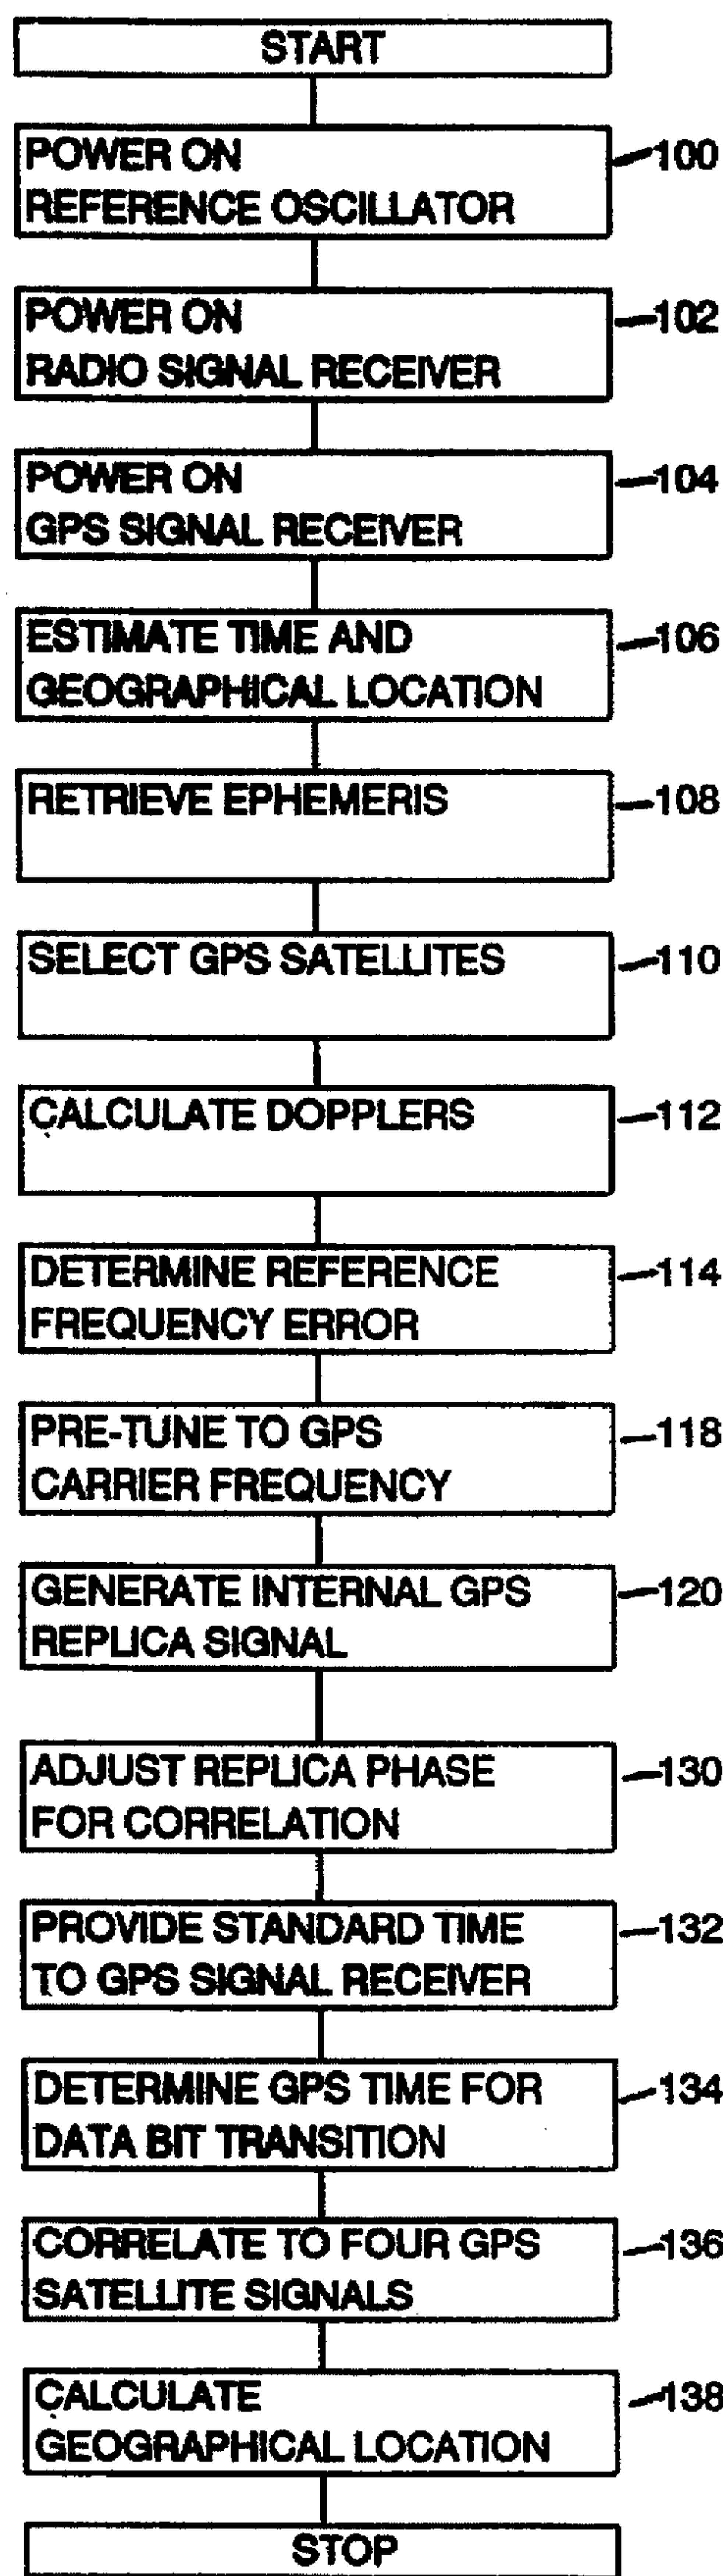 START
POWER ON
REFERENCE OSCILLATOR
100
POWER ON
RADIO SIGNAL RECEIVER
102
POWER ON
GPS SIGNAL RECEIVER
104
ESTIMATE TIME AND
GEOGRAPHICAL LOCATION
106
RETRIEVE EPHEMERIS
108
SELECT GPS SATELLITES
110
CALCULATE DOPPLERS
112
DETERMINE REFERENCE
FREQUENCY ERROR
114
PRE-TUNE TO GPS
CARRIER FREQUENCY
118
GENERATE INTERNAL GPS
REPLICA SIGNAL
120
ADJUST REPLICA PHASE
FOR CORRELATION
130
PROVIDE STANDARD TIME
TO GPS SIGNAL RECEIVER
132
DETERMINE GPS TIME FOR
DATA BIT TRANSITION
134
CORRELATE TO FOUR GPS
SATELLITE SIGNALS
136
CALCULATE
GEOGRAPHICAL LOCATION
138
STOP